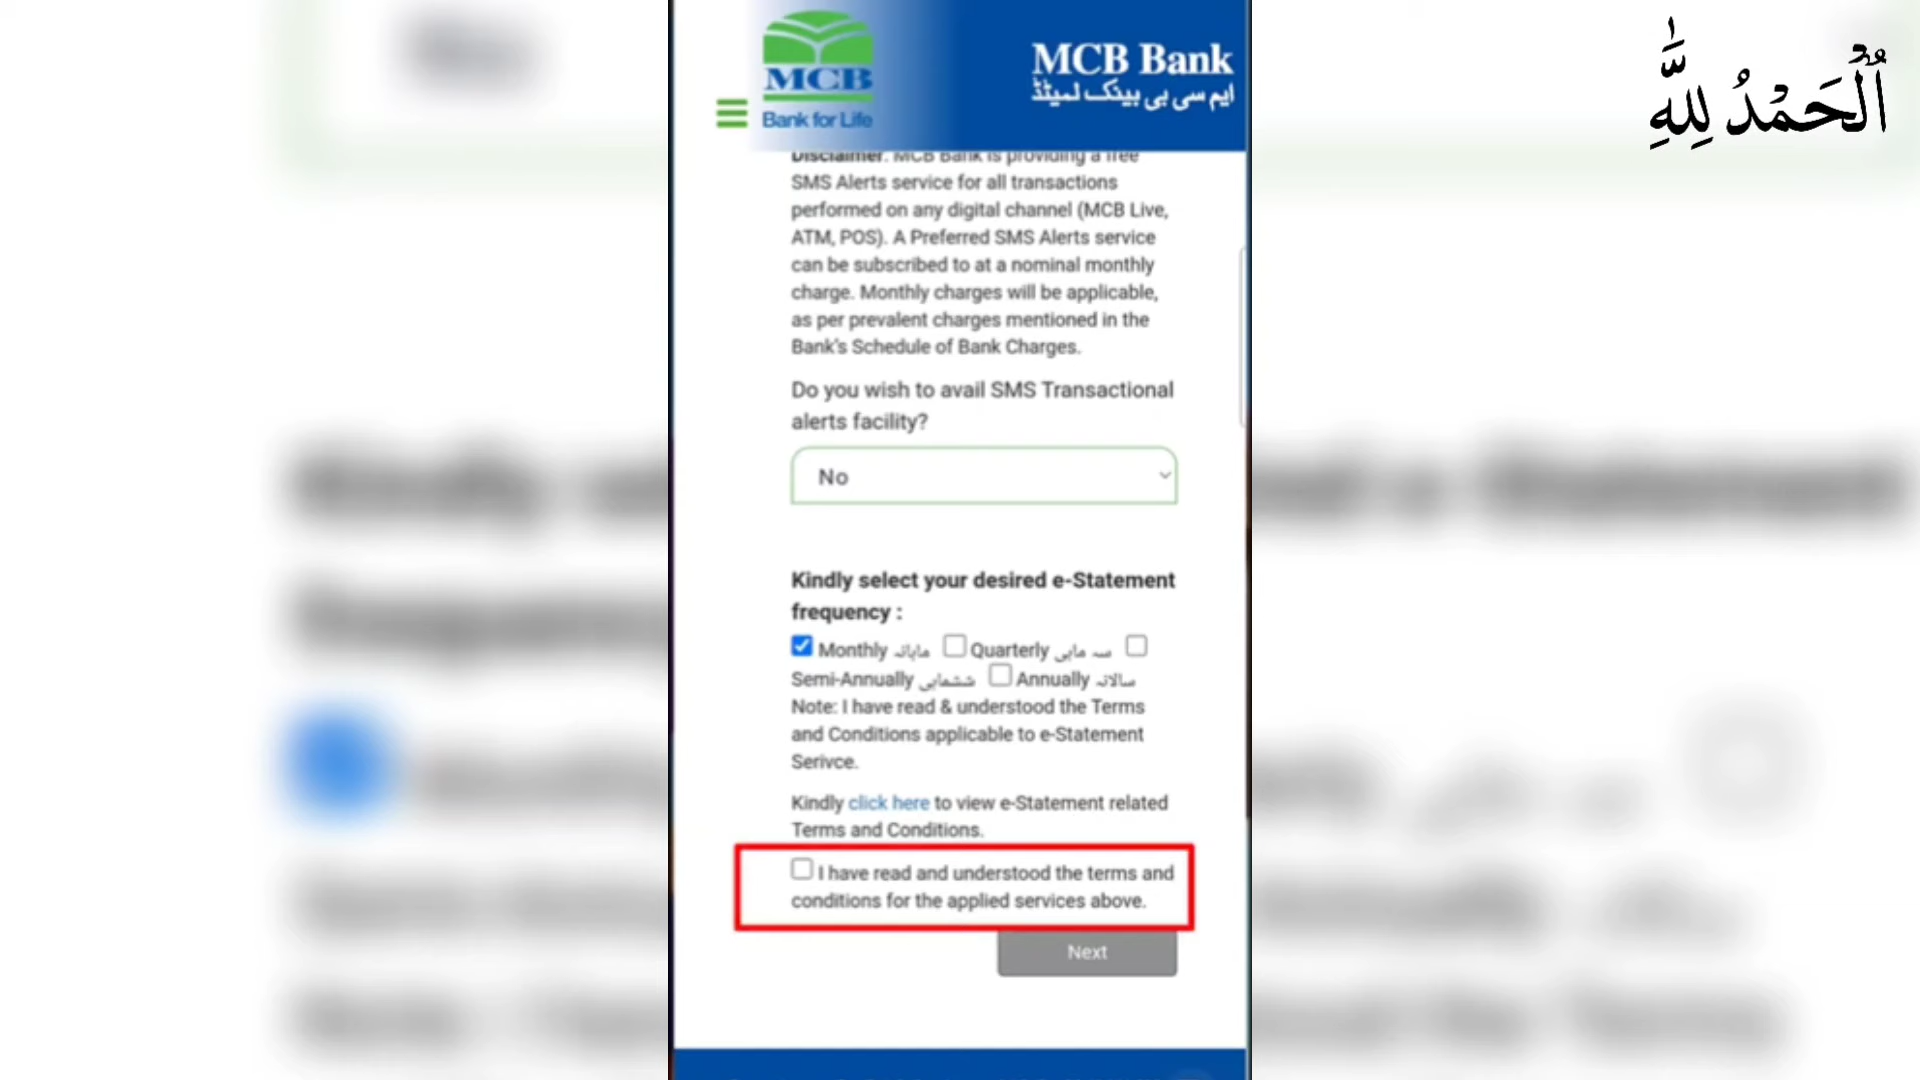 MCB
Bank for Life
MCB Bank
ایم سی بی بینک لمیٹڈ
اَلْحَمْدُ لِلّٰهِ
Disclaimer: MCB Bank is providing a free
SMS Alerts service for all transactions
performed on any digital channel (MCB Live,
ATM, POS). A Preferred SMS Alerts service
can be subscribed to at a nominal monthly
charge. Monthly charges will be applicable,
as per prevalent charges mentioned in the
Bank's Schedule of Bank Charges.
Do you wish to avail SMS Transactional
alerts facility?
No
Kindly select your desired e-Statement
frequency :
Monthly ماہانہ Quarterly سہ ماہی
Semi-Annually ششماہی Annually سالانہ
Note: I have read & understood the Terms
and Conditions applicable to e-Statement
Serivce.
Kindly click here to view e-Statement related
Terms and Conditions.
I have read and understood the terms and
conditions for the applied services above.
Next